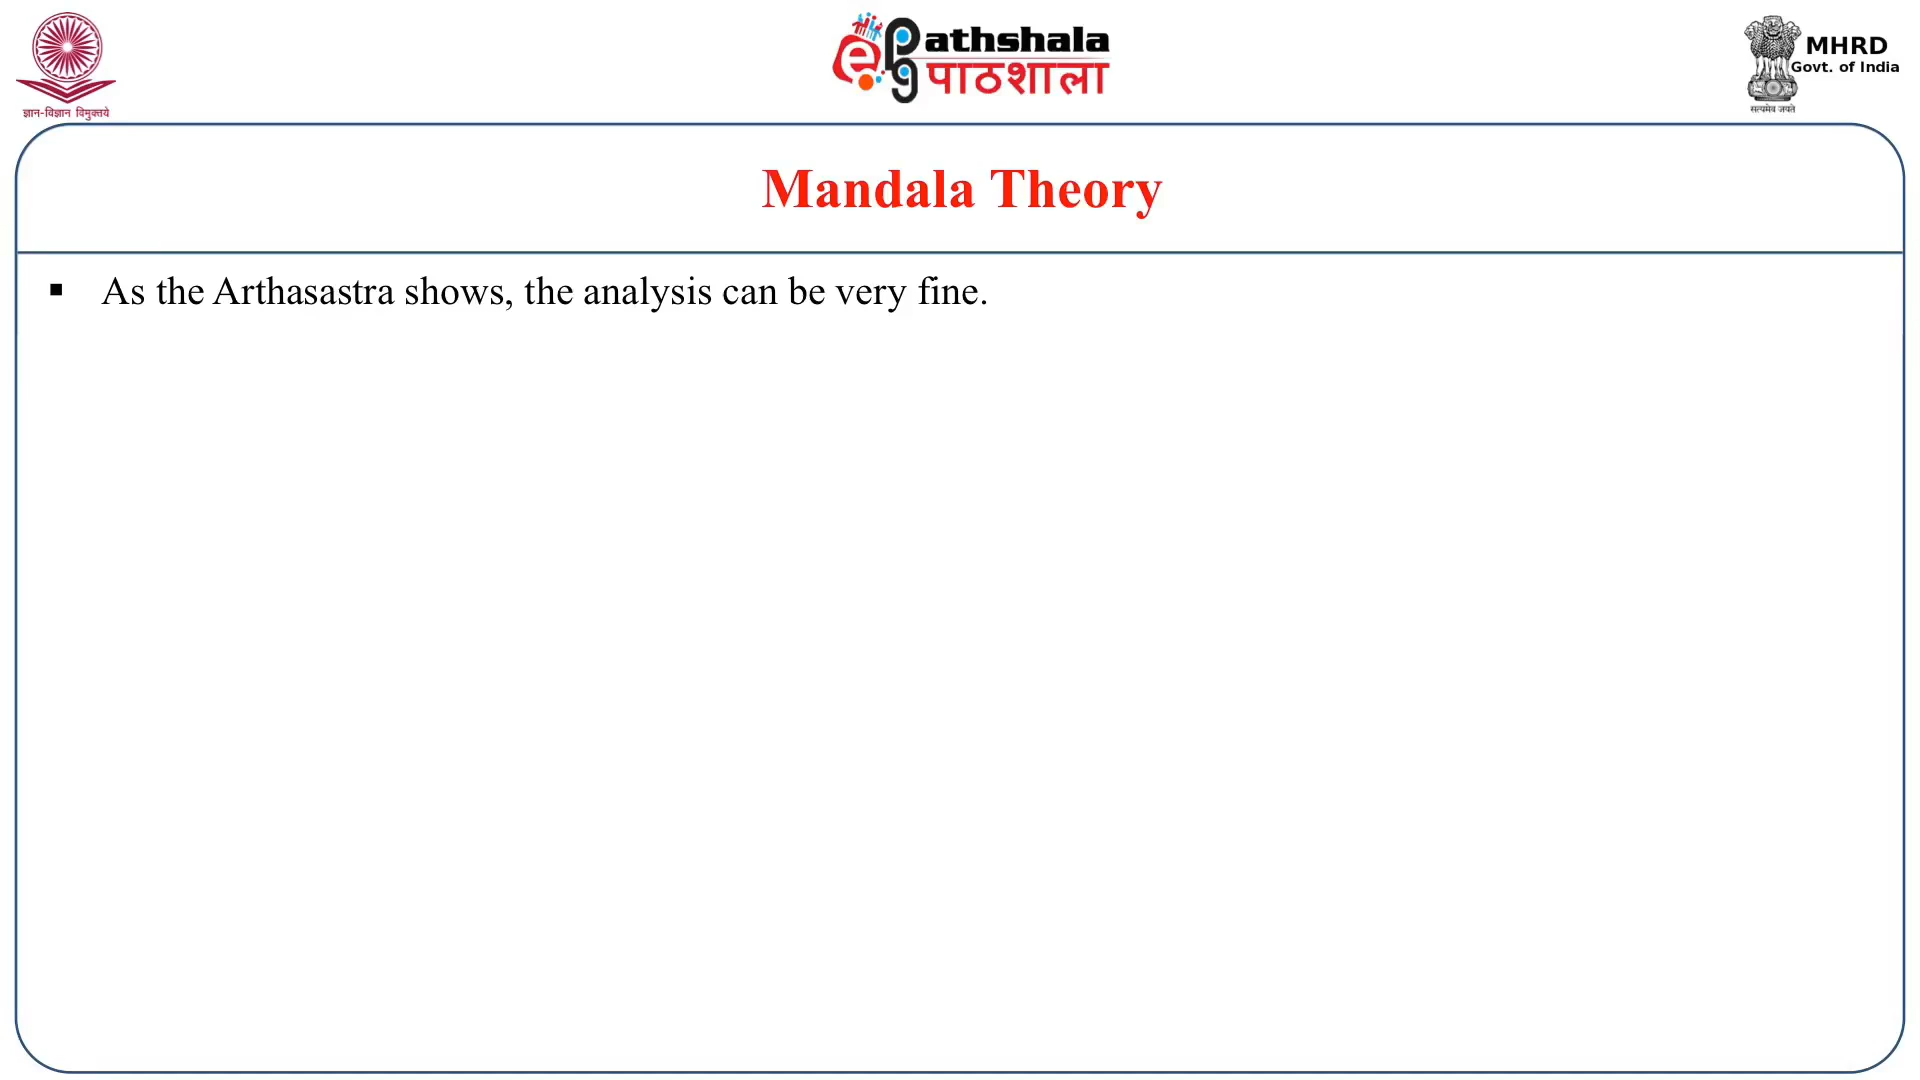 ज्ञान-विज्ञान विमुक्तये
e
pg
athshala
पाठशाला
MHRD
Govt. of India
सत्यमेव जयते
Mandala Theory
▪ As the Arthasastra shows, the analysis can be very fine.